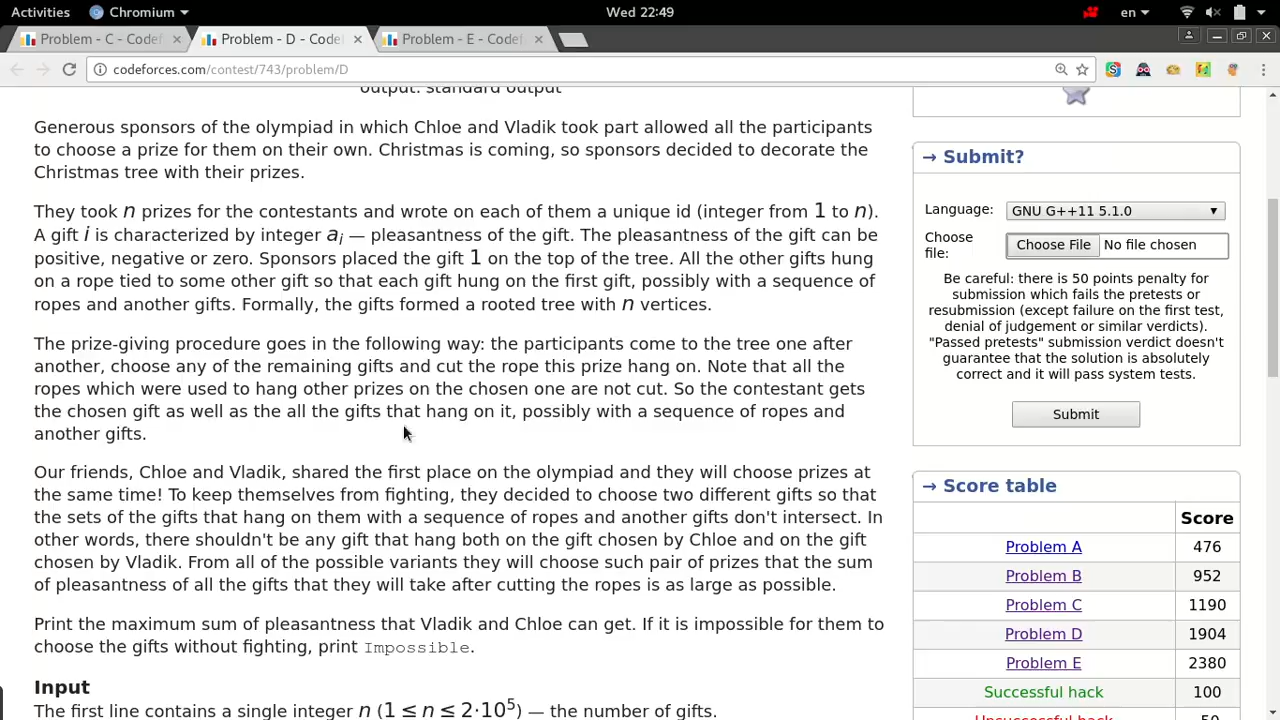 Activities Chromium Wed 22:49 en
Problem - C - Codef Problem - D - Codef Problem - E - Codef
codeforces.com/contest/743/problem/D
output: standard output
Generous sponsors of the olympiad in which Chloe and Vladik took part allowed all the participants
to choose a prize for them on their own. Christmas is coming, so sponsors decided to decorate the
Christmas tree with their prizes.
They took n prizes for the contestants and wrote on each of them a unique id (integer from 1 to n).
A gift i is characterized by integer aᵢ — pleasantness of the gift. The pleasantness of the gift can be
positive, negative or zero. Sponsors placed the gift 1 on the top of the tree. All the other gifts hung
on a rope tied to some other gift so that each gift hung on the first gift, possibly with a sequence of
ropes and another gifts. Formally, the gifts formed a rooted tree with n vertices.
The prize-giving procedure goes in the following way: the participants come to the tree one after
another, choose any of the remaining gifts and cut the rope this prize hang on. Note that all the
ropes which were used to hang other prizes on the chosen one are not cut. So the contestant gets
the chosen gift as well as the all the gifts that hang on it, possibly with a sequence of ropes and
another gifts.
Our friends, Chloe and Vladik, shared the first place on the olympiad and they will choose prizes at
the same time! To keep themselves from fighting, they decided to choose two different gifts so that
the sets of the gifts that hang on them with a sequence of ropes and another gifts don't intersect. In
other words, there shouldn't be any gift that hang both on the gift chosen by Chloe and on the gift
chosen by Vladik. From all of the possible variants they will choose such pair of prizes that the sum
of pleasantness of all the gifts that they will take after cutting the ropes is as large as possible.
Print the maximum sum of pleasantness that Vladik and Chloe can get. If it is impossible for them to
choose the gifts without fighting, print Impossible.
Input
The first line contains a single integer n (1 ≤ n ≤ 2·10⁵) — the number of gifts.
→ Submit?
Language: GNU G++11 5.1.0
Choose
file: Choose File No file chosen
Be careful: there is 50 points penalty for
submission which fails the pretests or
resubmission (except failure on the first test,
denial of judgement or similar verdicts).
"Passed pretests" submission verdict doesn't
guarantee that the solution is absolutely
correct and it will pass system tests.
Submit
→ Score table
Score
Problem A 476
Problem B 952
Problem C 1190
Problem D 1904
Problem E 2380
Successful hack 100
Unsuccessful hack -50